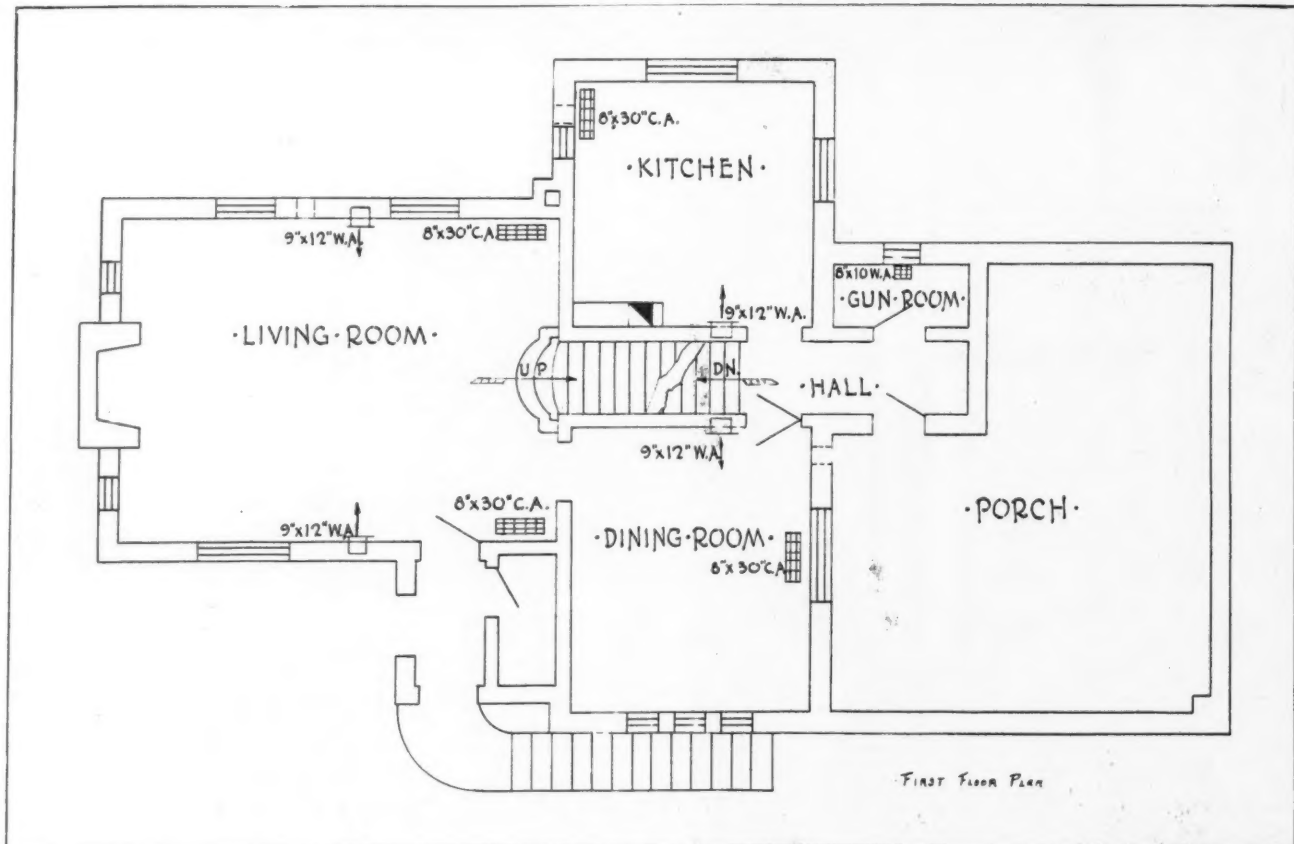 8"x30" C.A.
·KITCHEN·
9"x12" W.A.
8"x30" C.A.
8"x10 W.A.
·GUN·ROOM·
9"x12" W.A.
·LIVING·ROOM·
UP
DN.
·HALL·
9"x12" W.A.
8"x30" C.A.
9"x12" W.A.
·DINING·ROOM·
8"x30" C.A.
·PORCH·
FIRST FLOOR PLAN